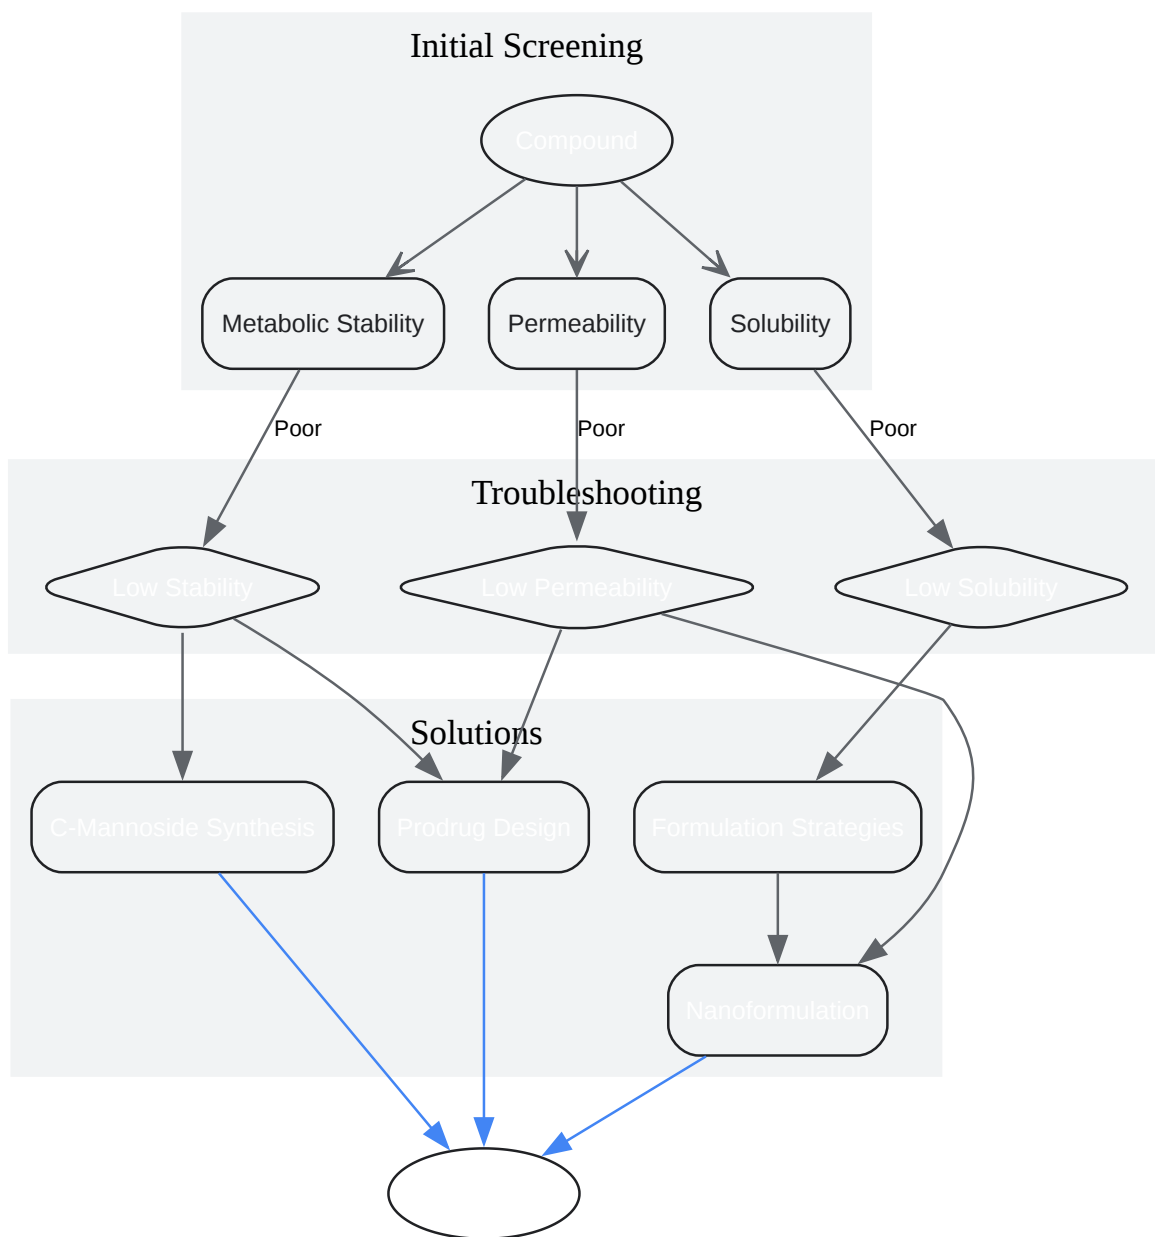 Initial Screening
Compound
Metabolic Stability
Permeability
Solubility
Poor
Poor
Poor
Troubleshooting
Low Stability
Low Permeability
Low Solubility
Solutions
C-Mannoside Synthesis
Prodrug Design
Formulation Strategies
Nanoformulation